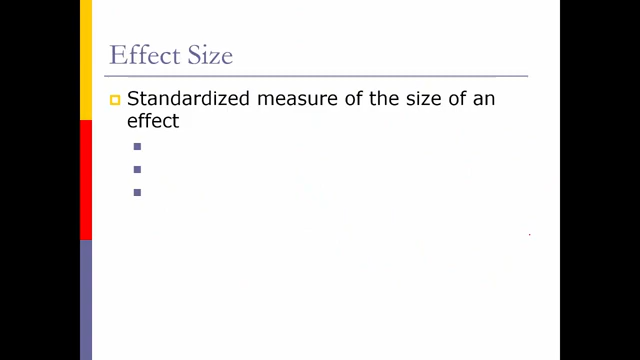 Effect Size
Standardized measure of the size of an
effect